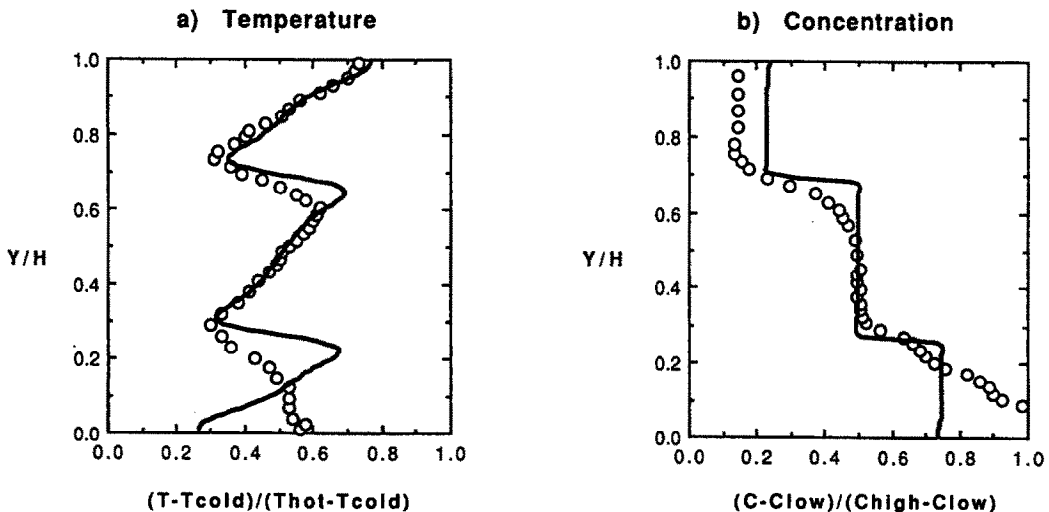 a) Temperature
1.0
0.8
0.6
Y/H
0.4
0.2
0.0
0.0 0.2 0.4 0.6 0.8 1.0
(T-Tcold)/(Thot-Tcold)
b) Concentration
1.0
0.8
0.6
Y/H
0.4
0.2
0.0
0.0 0.2 0.4 0.6 0.8 1.0
(C-Clow)/(Chigh-Clow)